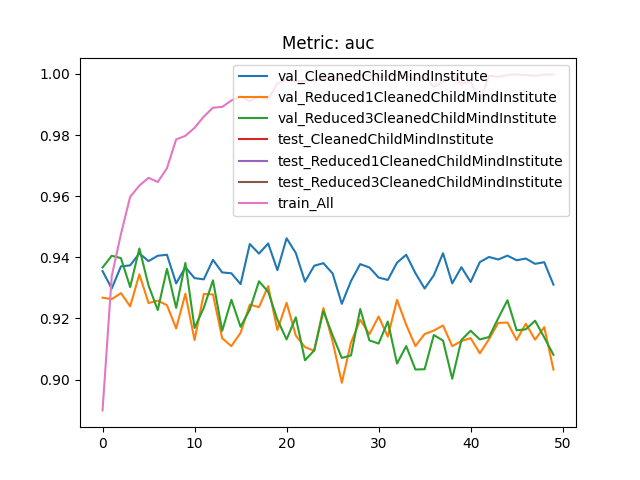 Metric: auc
1.00
0.98
0.96
0.94
0.92
0.90
val_CleanedChildMindInstitute
val_Reduced1CleanedChildMindInstitute
val_Reduced3CleanedChildMindInstitute
test_CleanedChildMindInstitute
test_Reduced1CleanedChildMindInstitute
test_Reduced3CleanedChildMindInstitute
train_All
0 10 20 30 40 50